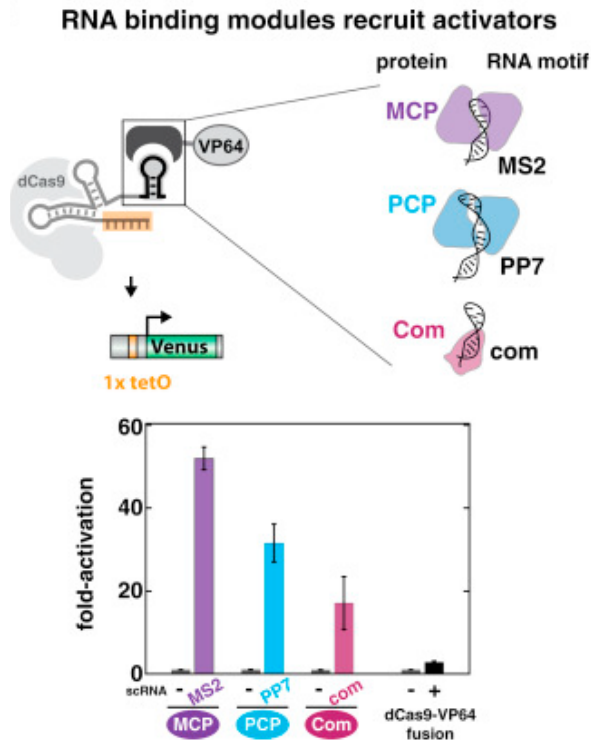 RNA binding modules recruit activators
protein RNA motif
MCP
MS2
dCas9
VP64
PCP
PP7
Com
com
Venus
1x tetO
fold-activation
60
40
20
0
scRNA - MS2 - PP7 - com - +
MCP PCP Com dCas9-VP64
fusion